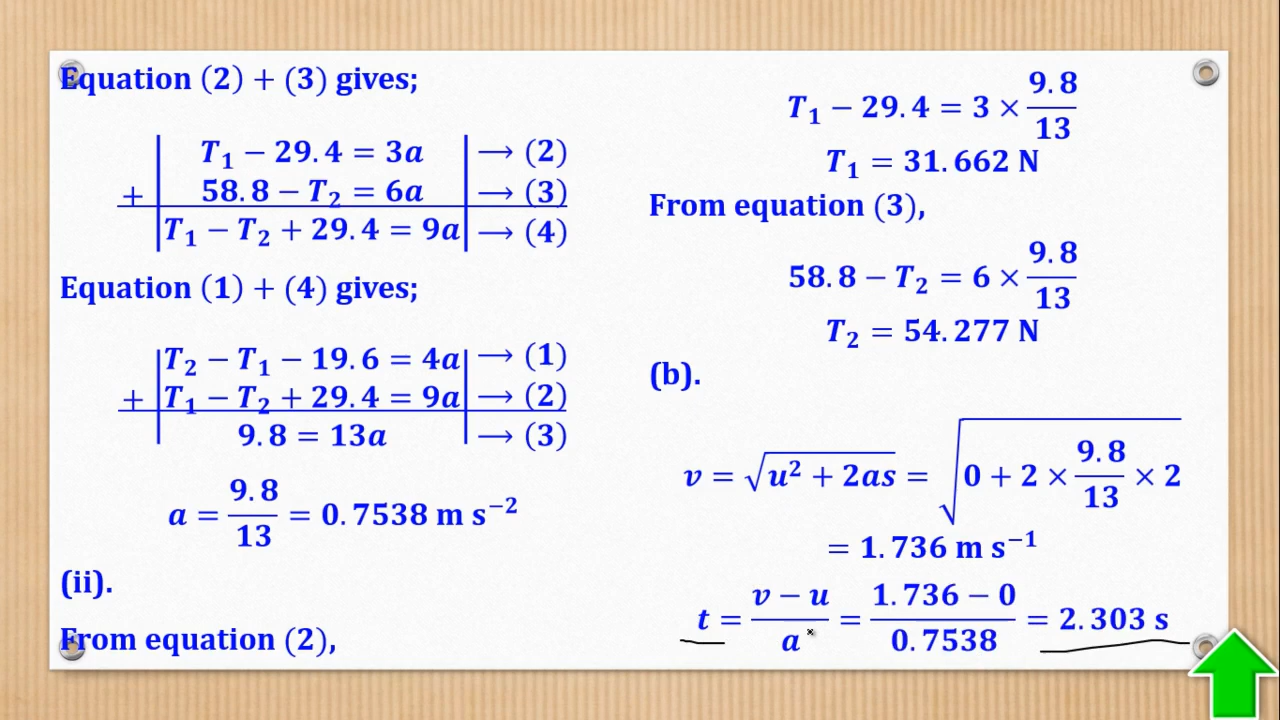 Equation (2) + (3) gives;
T₁ − 29.4 = 3a → (2)
+ 58.8 − T₂ = 6a → (3)
T₁ − T₂ + 29.4 = 9a → (4)
Equation (1) + (4) gives;
T₂ − T₁ − 19.6 = 4a → (1)
+ T₁ − T₂ + 29.4 = 9a → (2)
9.8 = 13a → (3)
a = 9.8/13 = 0.7538 m s⁻²
(ii).
From equation (2),
T₁ − 29.4 = 3 × 9.8/13
T₁ = 31.662 N
From equation (3),
58.8 − T₂ = 6 × 9.8/13
T₂ = 54.277 N
(b).
v = √(u² + 2as) = √(0 + 2 × 9.8/13 × 2)
= 1.736 m s⁻¹
t = (v − u)/a = (1.736 − 0)/0.7538 = 2.303 s